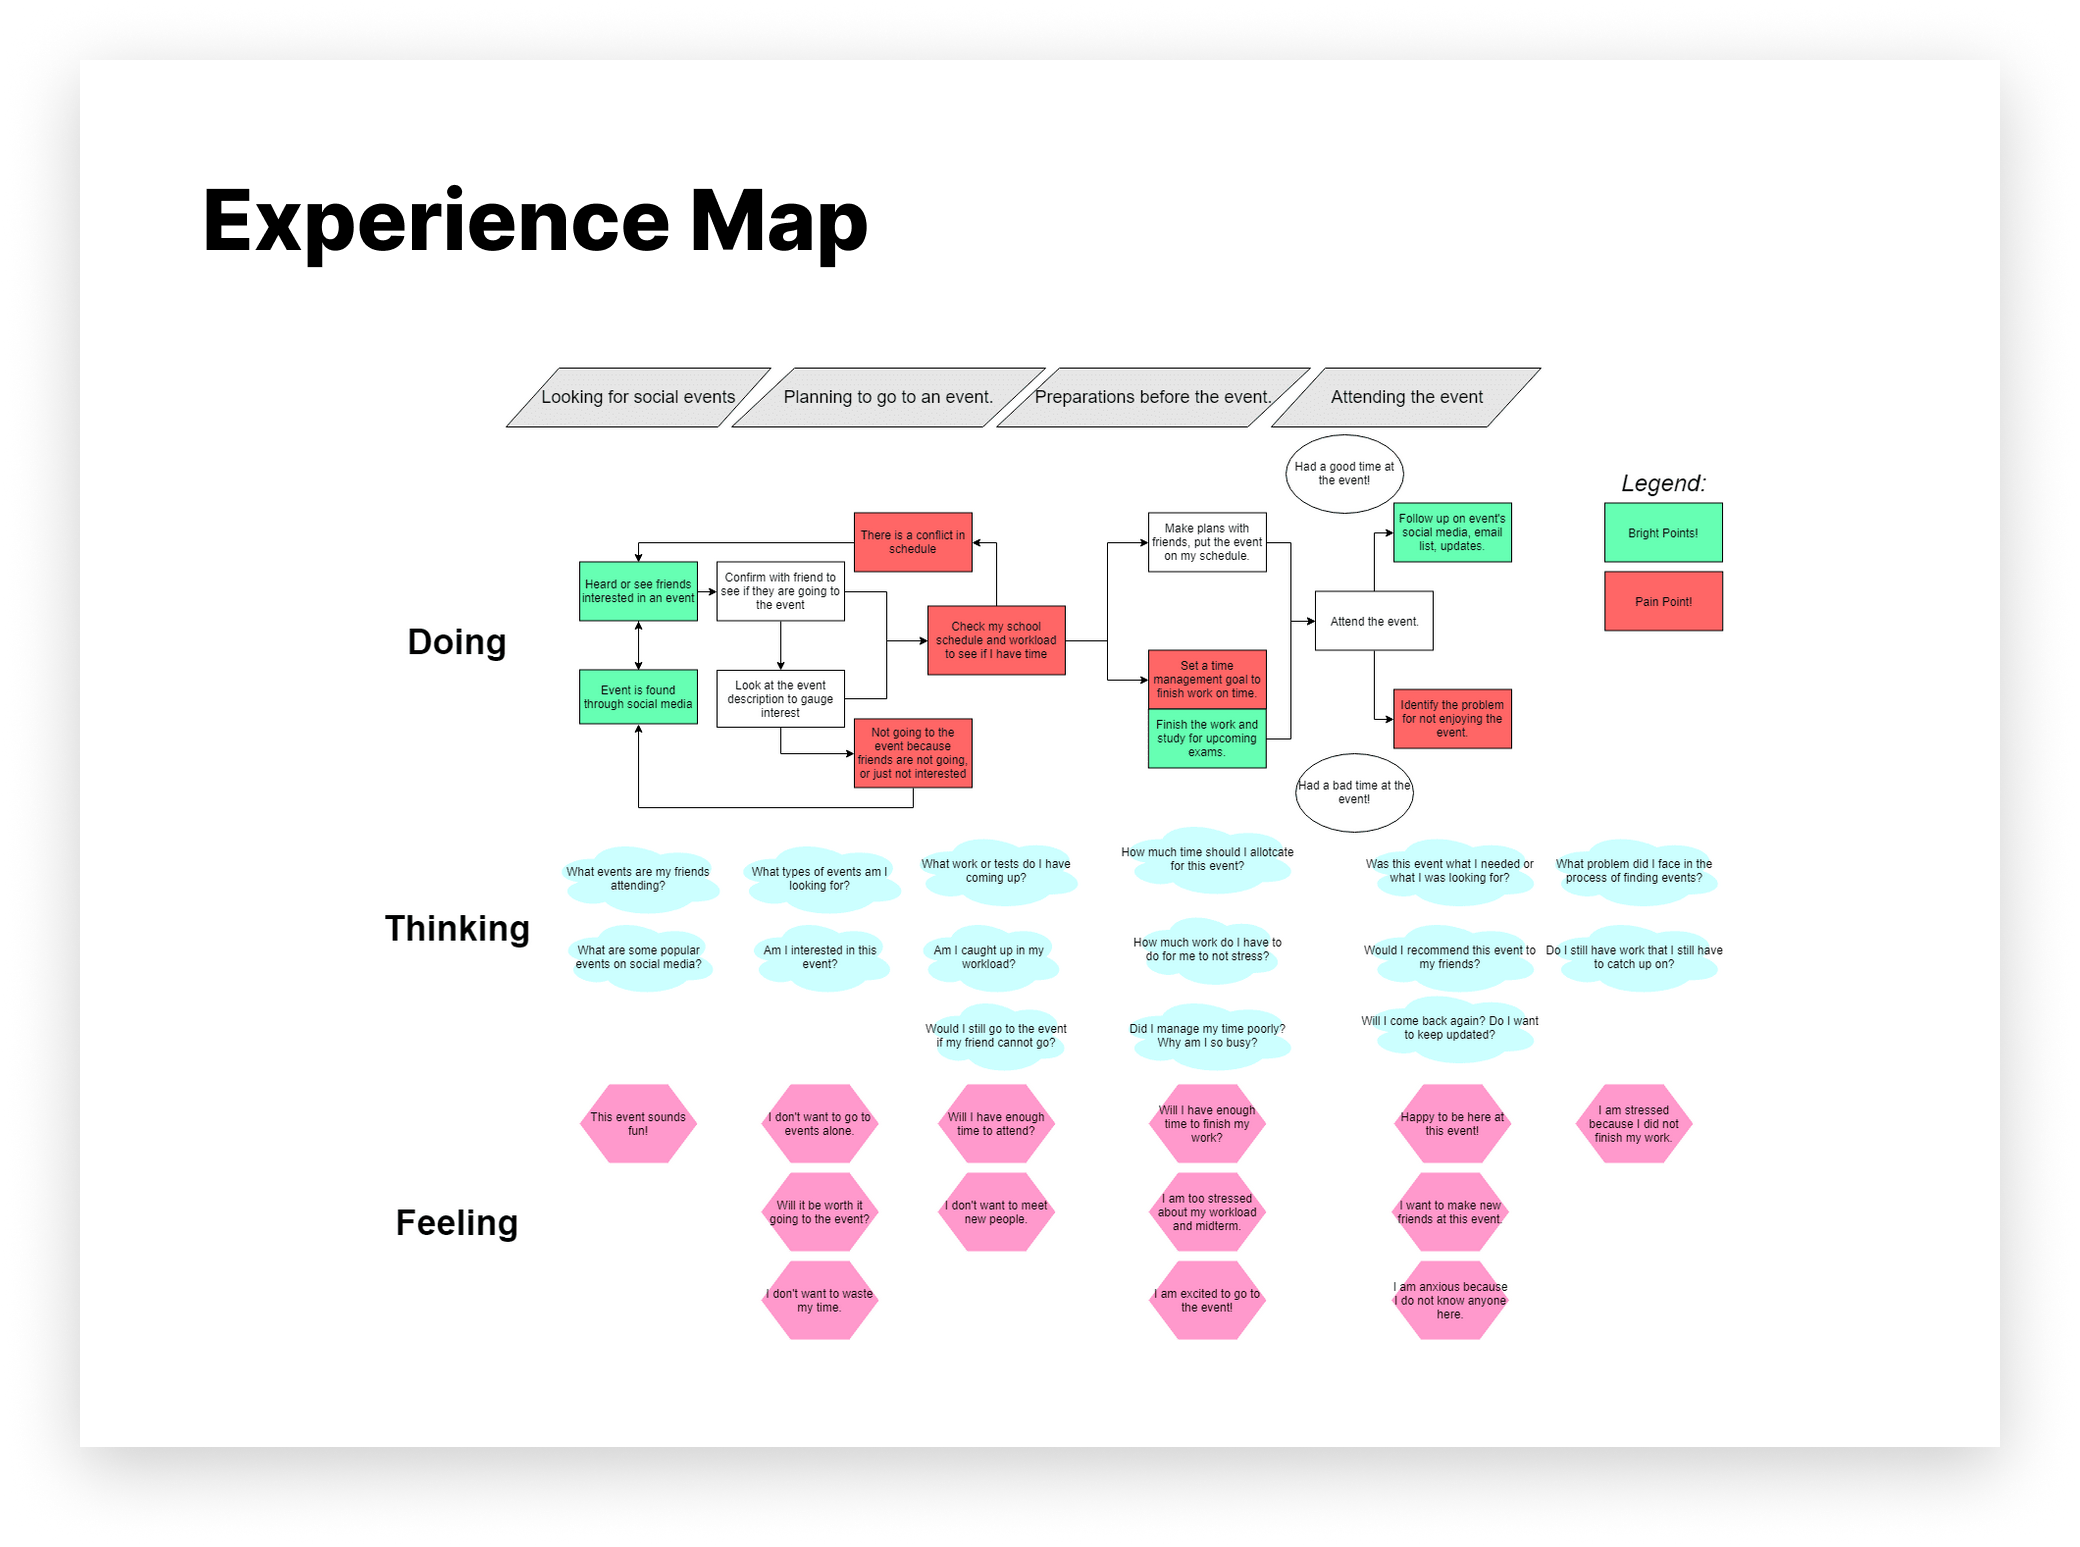 Experience Map
Looking for social events
Planning to go to an event.
Preparations before the event.
Attending the event
Had a good time at
the event!
Legend:
Bright Points!
Pain Point!
Doing
There is a conflict in
schedule
Heard or see friends
interested in an event
Confirm with friend to
see if they are going to
the event
Check my school
schedule and workload
to see if I have time
Event is found
through social media
Look at the event
description to gauge
interest
Not going to the
event because
friends are not going,
or just not interested
Make plans with
friends, put the event
on my schedule.
Set a time
management goal to
finish work on time.
Finish the work and
study for upcoming
exams.
Attend the event.
Follow up on event's
social media, email
list, updates.
Identify the problem
for not enjoying the
event.
Had a bad time at the
event!
Thinking
What events are my friends
attending?
What types of events am I
looking for?
What work or tests do I have
coming up?
How much time should I allotcate
for this event?
Was this event what I needed or
what I was looking for?
What problem did I face in the
process of finding events?
What are some popular
events on social media?
Am I interested in this
event?
Am I caught up in my
workload?
How much work do I have to
do for me to not stress?
Would I recommend this event to
my friends?
Do I still have work that I still have
to catch up on?
Would I still go to the event
if my friend cannot go?
Did I manage my time poorly?
Why am I so busy?
Will I come back again? Do I want
to keep updated?
Feeling
This event sounds
fun!
I don't want to go to
events alone.
Will I have enough
time to attend?
Will I have enough
time to finish my
work?
Happy to be here at
this event!
I am stressed
because I did not
finish my work.
Will it be worth it
going to the event?
I don't want to meet
new people.
I am too stressed
about my workload
and midterm.
I want to make new
friends at this event.
I don't want to waste
my time.
I am excited to go to
the event!
I am anxious because
I do not know anyone
here.